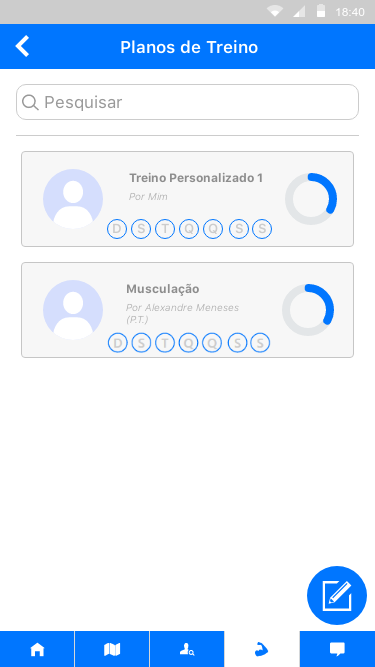 18:40
Planos de Treino
Pesquisar
Treino Personalizado 1
Por Mim
D S T Q Q S S
Musculação
Por Alexandre Meneses
(P.T.)
D S T Q Q S S